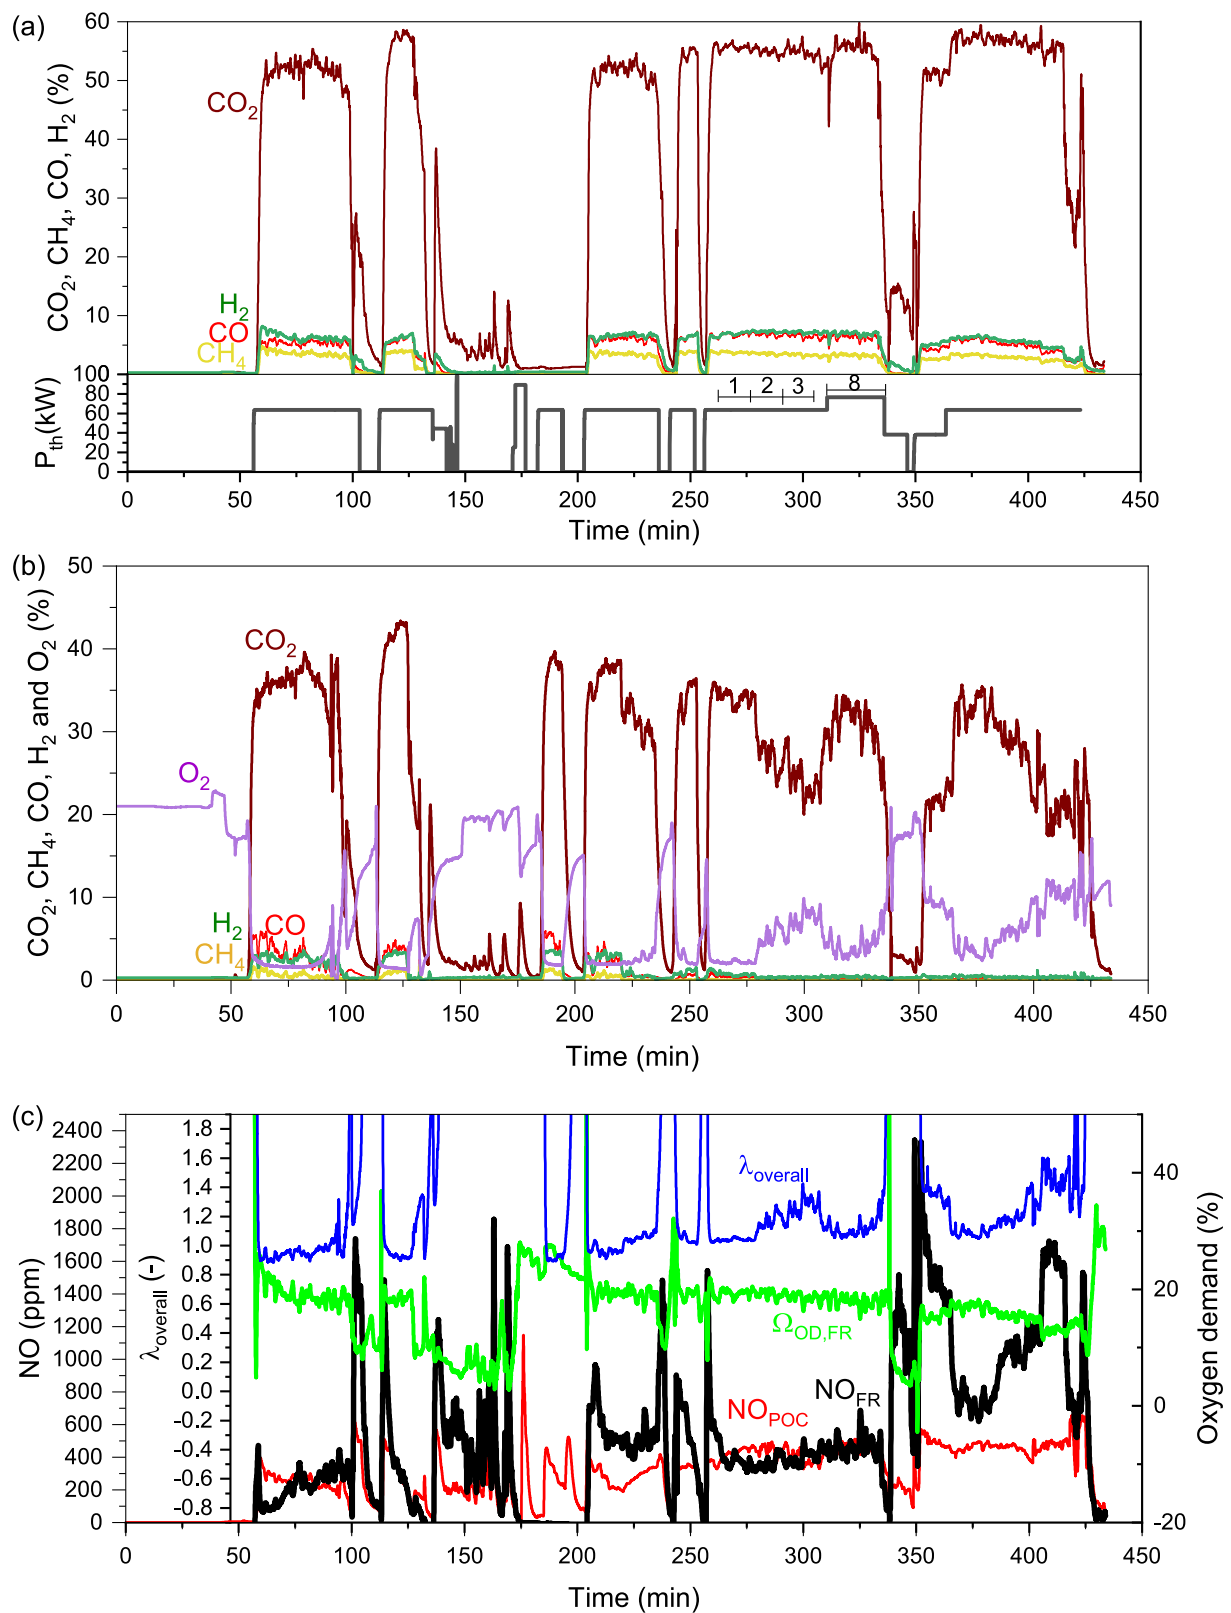 (a)
CO₂, CH₄, CO, H₂ (%)
60
50
40
30
20
10
CO₂
H₂
CO
CH₄
P_th(kW)
100
80
60
40
20
0
1 2 3 8
0 50 100 150 200 250 300 350 400 450
Time (min)
(b)
CO₂, CH₄, CO, H₂ and O₂ (%)
50
40
30
20
10
0
CO₂
O₂
H₂
CO
CH₄
0 50 100 150 200 250 300 350 400 450
Time (min)
(c)
NO (ppm)
2400
2200
2000
1800
1600
1400
1200
1000
800
600
400
200
0
λ_overall (-)
1.8
1.6
1.4
1.2
1.0
0.8
0.6
0.4
0.2
0.0
-0.2
-0.4
-0.6
-0.8
λ_overall
Ω_OD,FR
NO_FR
NO_POC
40
20
0
-20
Oxygen demand (%)
0 50 100 150 200 250 300 350 400 450
Time (min)